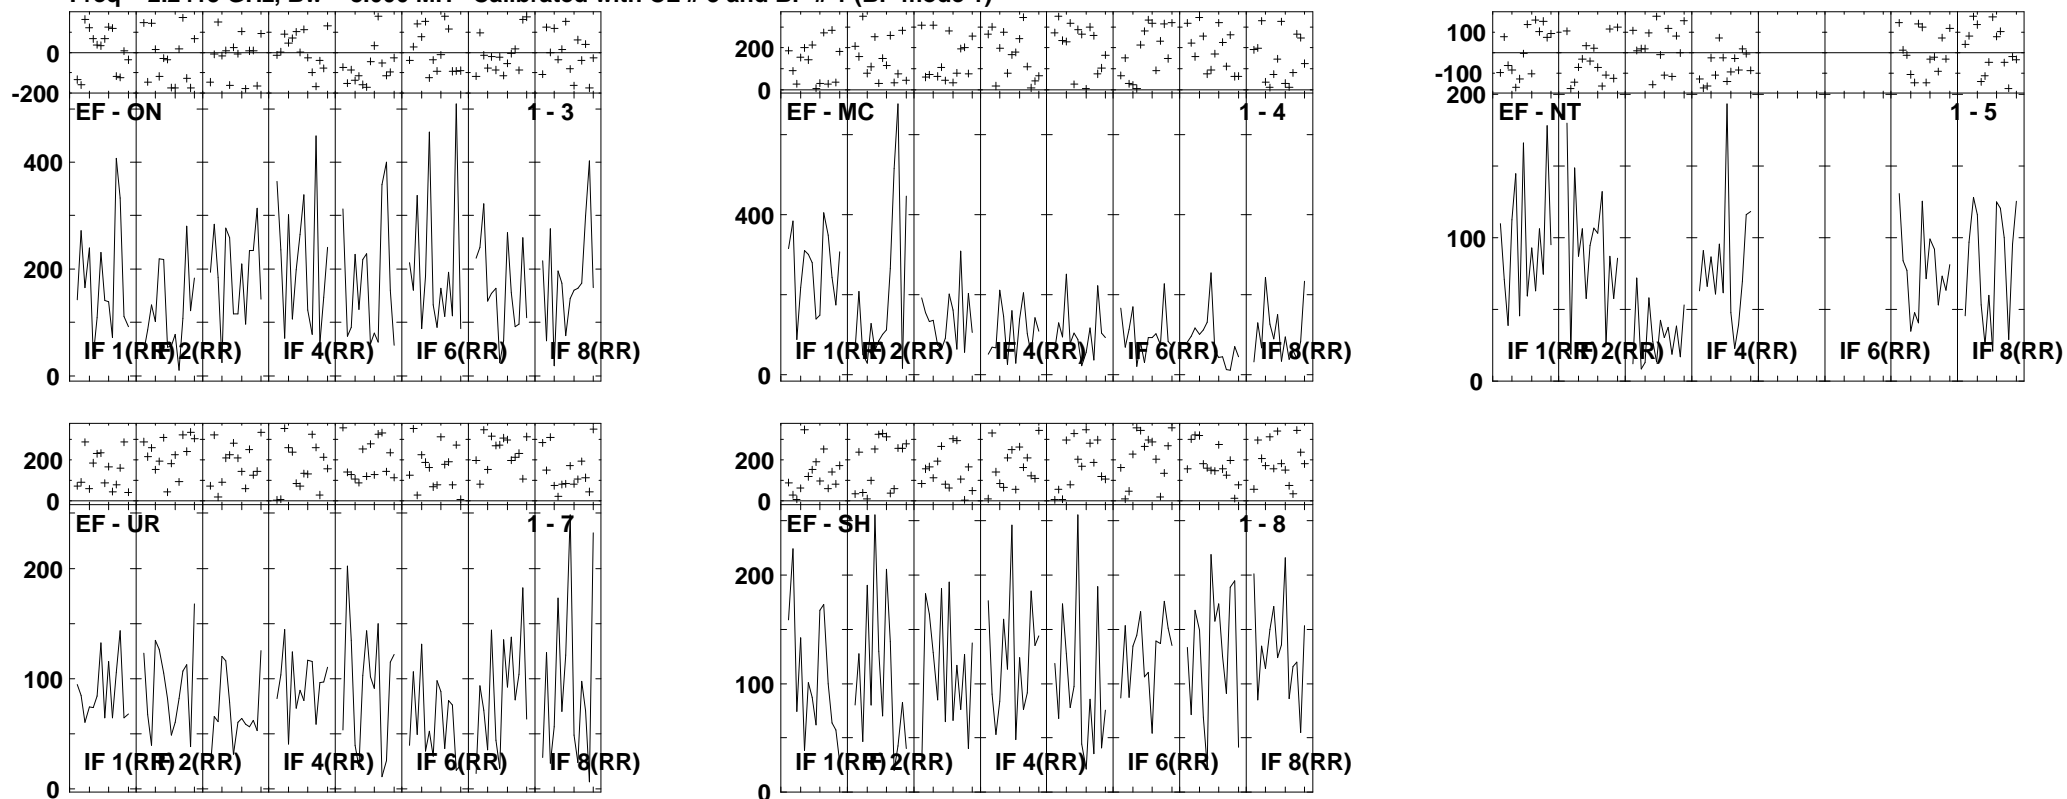 0
-200
EF - ON
1 - 3
400
200
0
IF 1(RR)
IF 2(RR)
IF 4(RR)
IF 6(RR)
IF 8(RR)
200
0
EF - MC
1 - 4
400
0
IF 1(RR)
IF 2(RR)
IF 4(RR)
IF 6(RR)
IF 8(RR)
100
-100
200
EF - NT
1 - 5
100
0
IF 1(RR)
IF 2(RR)
IF 4(RR)
IF 6(RR)
IF 8(RR)
200
0
EF - UR
1 - 7
200
100
0
IF 1(RR)
IF 2(RR)
IF 4(RR)
IF 6(RR)
IF 8(RR)
200
0
EF - SH
1 - 8
200
100
0
IF 1(RR)
IF 2(RR)
IF 4(RR)
IF 6(RR)
IF 8(RR)